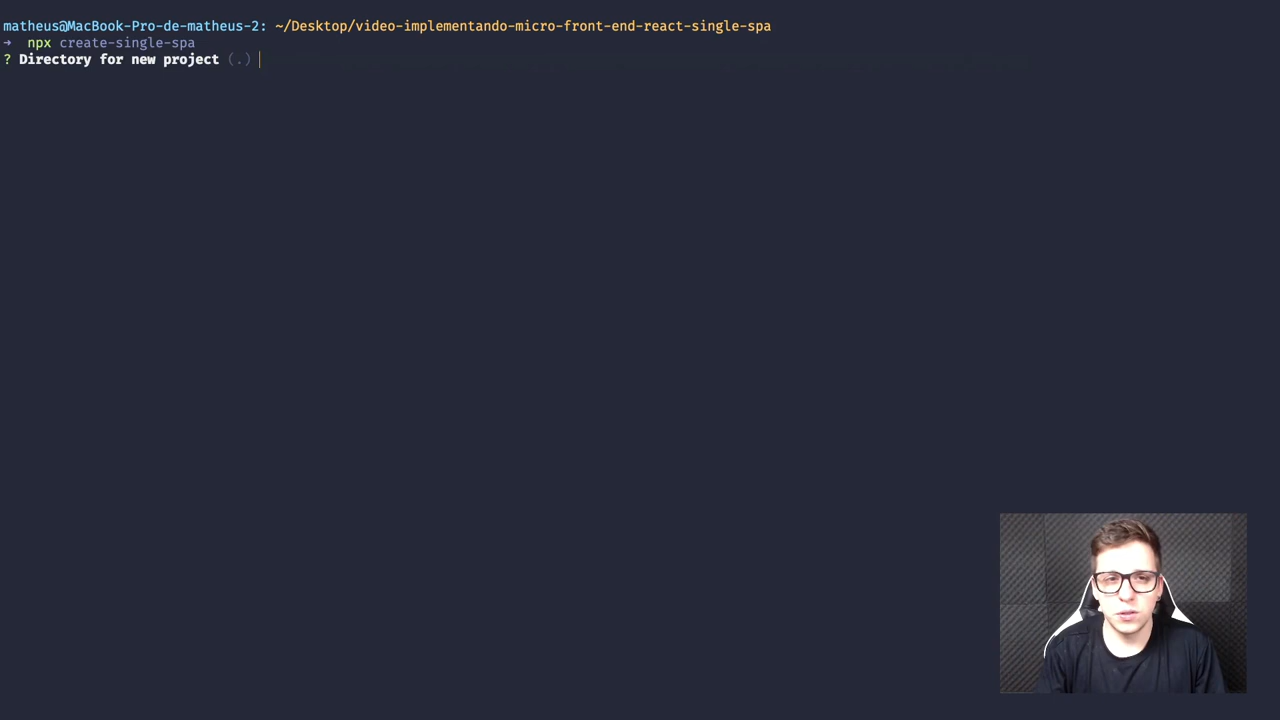 matheus@MacBook-Pro-de-matheus-2: ~/Desktop/video-implementando-micro-front-end-react-single-spa
➜ npx create-single-spa
? Directory for new project (.)